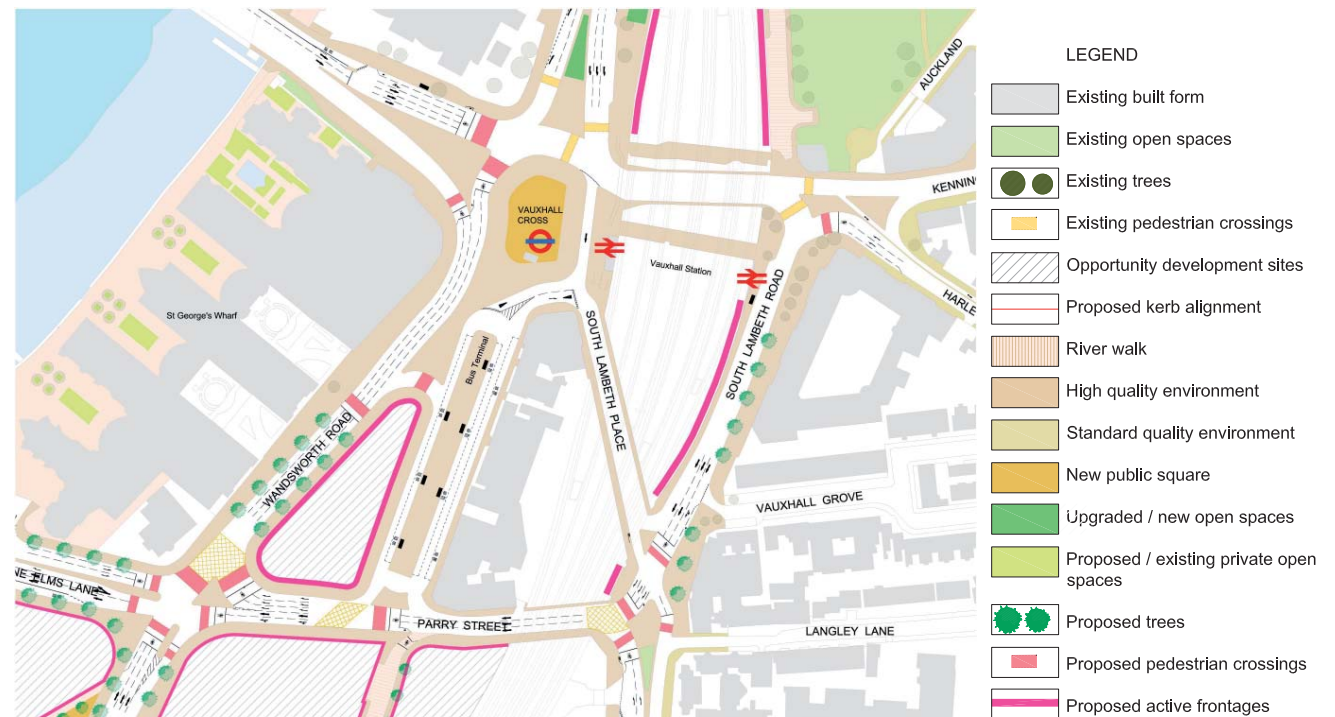 AUCKLAND
LEGEND
Existing built form
Existing open spaces
Existing trees
KENNING
Existing pedestrian crossings
VAUXHALL
CROSS
Vauxhall Station
Opportunity development sites
HARLE
Proposed kerb alignment
St George's Wharf
SOUTH LAMBETH PLACE
SOUTH LAMBETH ROAD
Bus Terminal
River walk
High quality environment
WANDSWORTH ROAD
Standard quality environment
New public square
VAUXHALL GROVE
Upgraded / new open spaces
Proposed / existing private open
spaces
NE ELMS LANE
PARRY STREET
LANGLEY LANE
Proposed trees
Proposed pedestrian crossings
Proposed active frontages